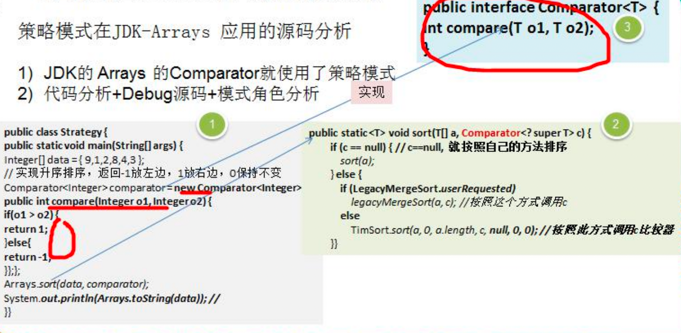 策略模式在JDK-Arrays 应用的源码分析
1) JDK的 Arrays 的Comparator就使用了策略模式
2) 代码分析+Debug源码+模式角色分析
public interface Comparator<T> {
int compare(T o1, T o2);
}
3
实现
1
public class Strategy {
public static void main(String[] args) {
Integer[] data = { 9,1,2,8,4,3 };
// 实现升序排序，返回-1放左边，1放右边，0保持不变
Comparator<Integer> comparator = new Comparator<Integer>
public int compare(Integer o1, Integer o2) {
if(o1 > o2) {
return 1;
}else{
return -1;
}};};
Arrays.sort(data, comparator);
System.out.println(Arrays.toString(data)); //
}}
2
public static<T> void sort(T[] a, Comparator<? super T> c) {
if (c == null) { // c==null, 就按照自己的方法排序
sort(a);
} else {
if (LegacyMergeSort.userRequested)
legacyMergeSort(a, c); //按照这个方式调用c
else
TimSort.sort(a, 0, a.length, c, null, 0, 0); //按照此方式调用c比较器
}}